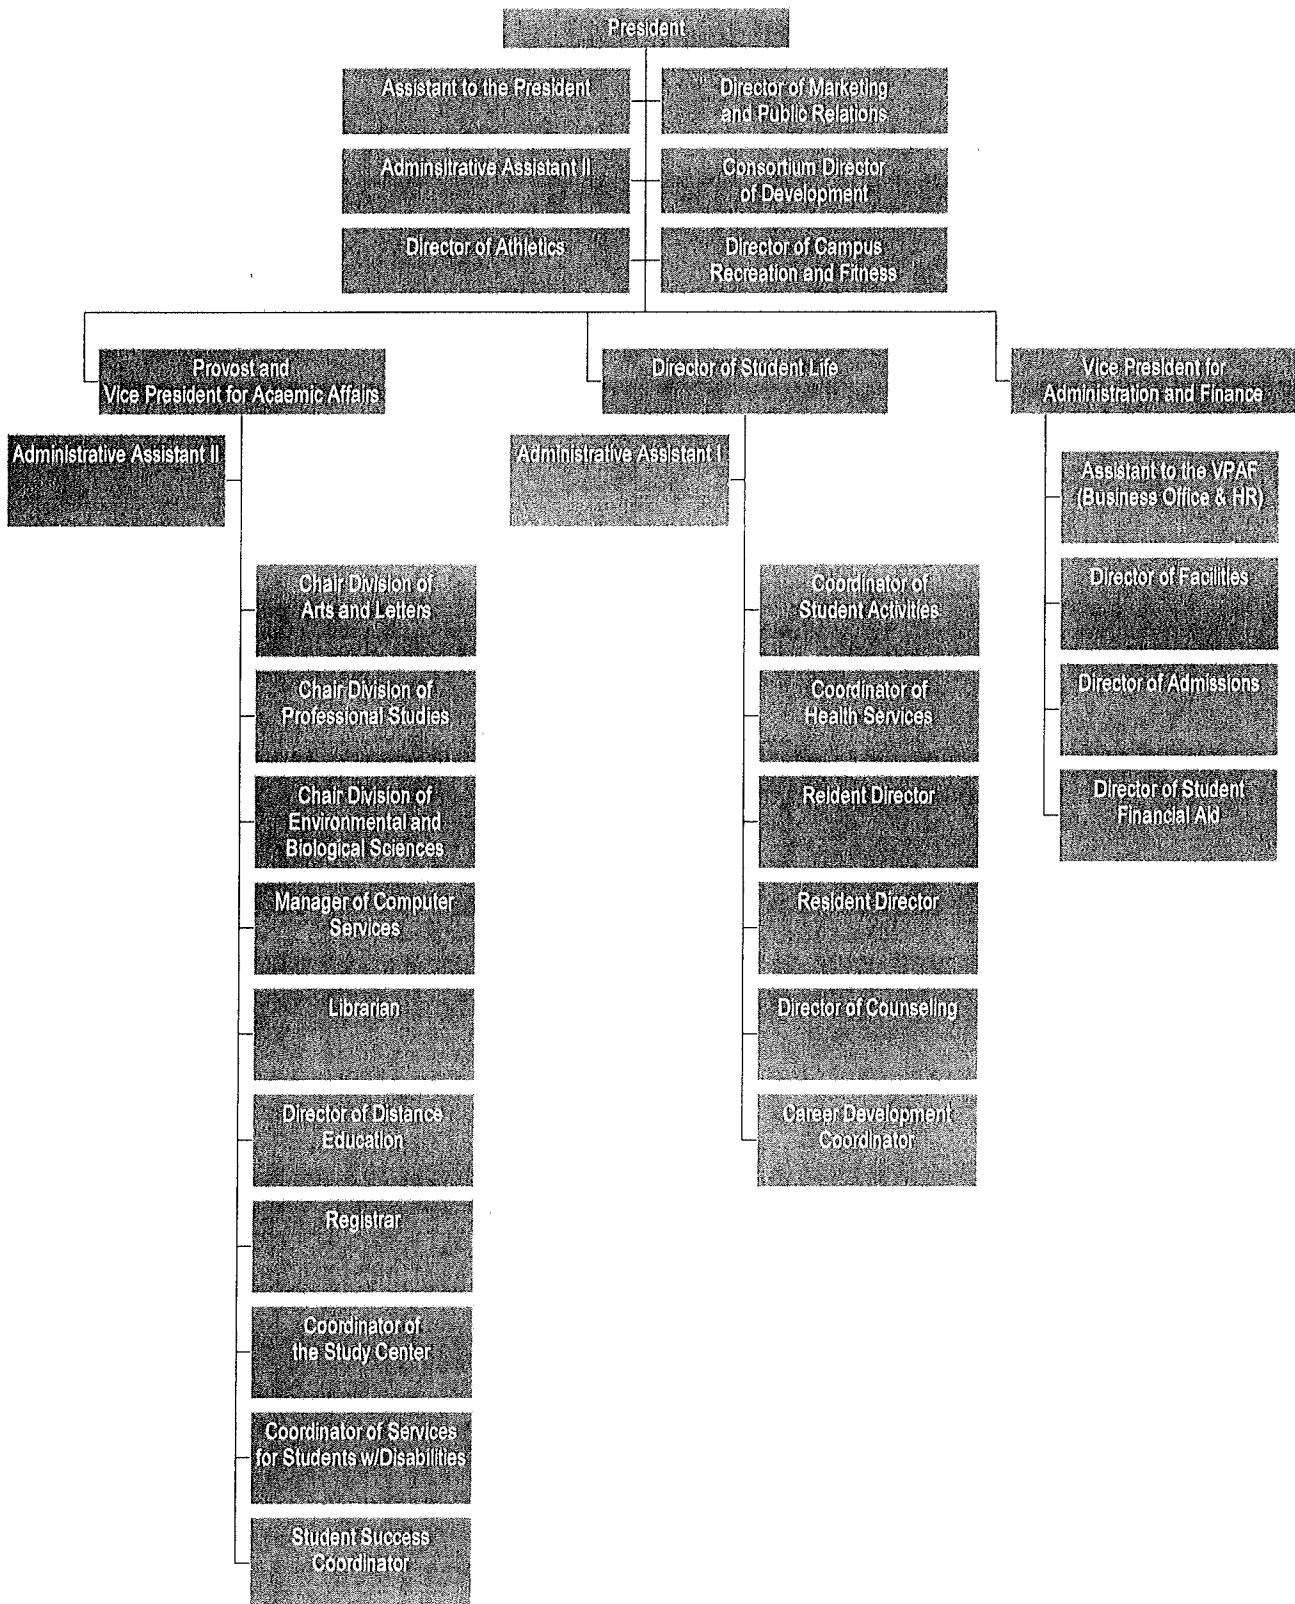 President
Assistant to the President
Director of Marketing
and Public Relations
Adminsitrative Assistant II
Consortium Director
of Development
Director of Athletics
Director of Campus
Recreation and Fitness
Provost and
Vice President for Acaemic Affairs
Director of Student Life
Vice President for
Administration and Finance
Administrative Assistant II
Chair Division of
Arts and Letters
Chair Division of
Professional Studies
Chair Division of
Environmental and
Biological Sciences
Manager of Computer
Services
Librarian
Director of Distance
Education
Registrar
Coordinator of
the Study Center
Coordinator of Services
for Students w/Disabilities
Student Success
Coordinator
Administrative Assistant I
Coordinator of
Student Activities
Coordinator of
Health Services
Reident Director
Resident Director
Director of Counseling
Career Development
Coordinator
Assistant to the VPAF
(Business Office & HR)
Director of Facilities
Director of Admissions
Director of Student
Financial Aid